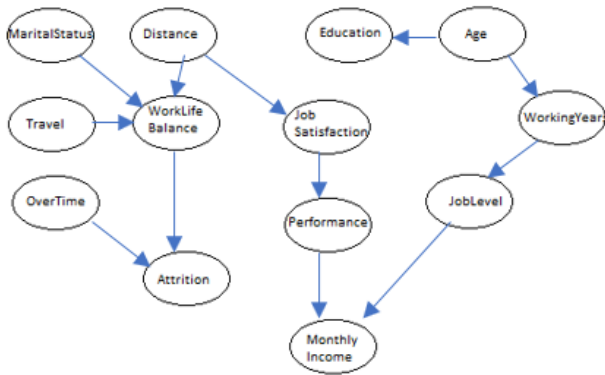 MaritalStatus
Distance
Education
Age
Travel
WorkLife
Balance
Job
Satisfaction
WorkingYear
OverTime
JobLevel
Performance
Attrition
Monthly
Income